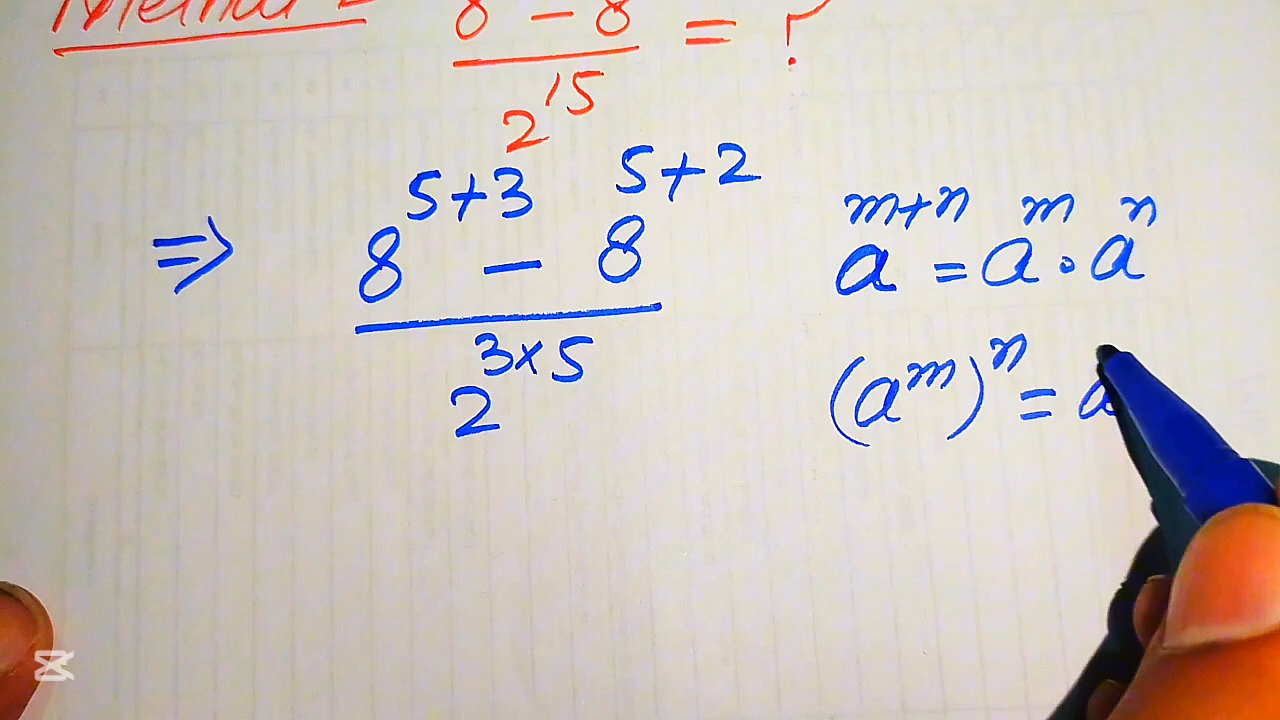 8 - 8 = ?
2^15
=> 8^5+3 - 8^5+2
2^3×5
a^m+n = a^m · a^n
(a^m)^n = a